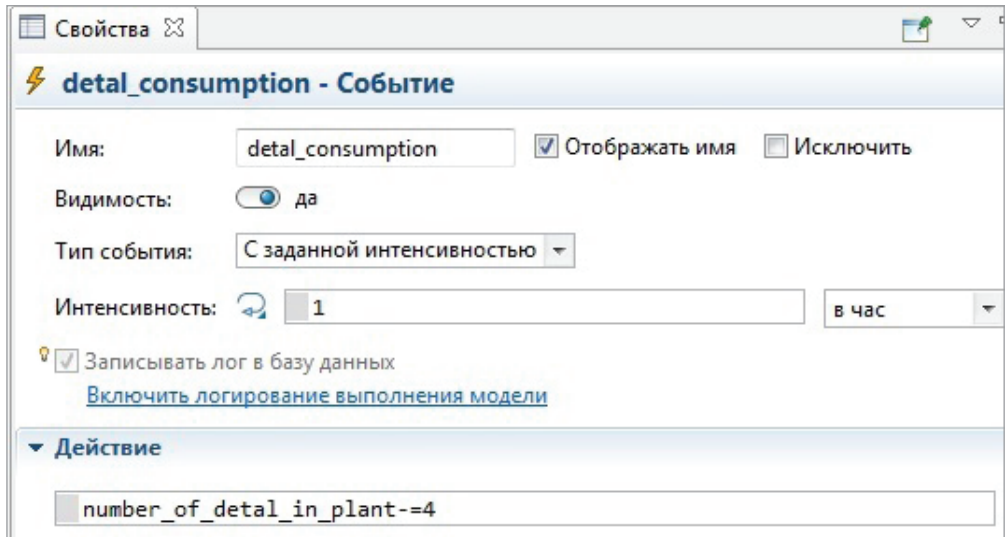 Свойства
detal_consumption - Событие
Имя: detal_consumption Отображать имя Исключить
Видимость: да
Тип события: С заданной интенсивностью
Интенсивность: 1 в час
Записывать лог в базу данных
Включить логирование выполнения модели
Действие
number_of_detal_in_plant-=4